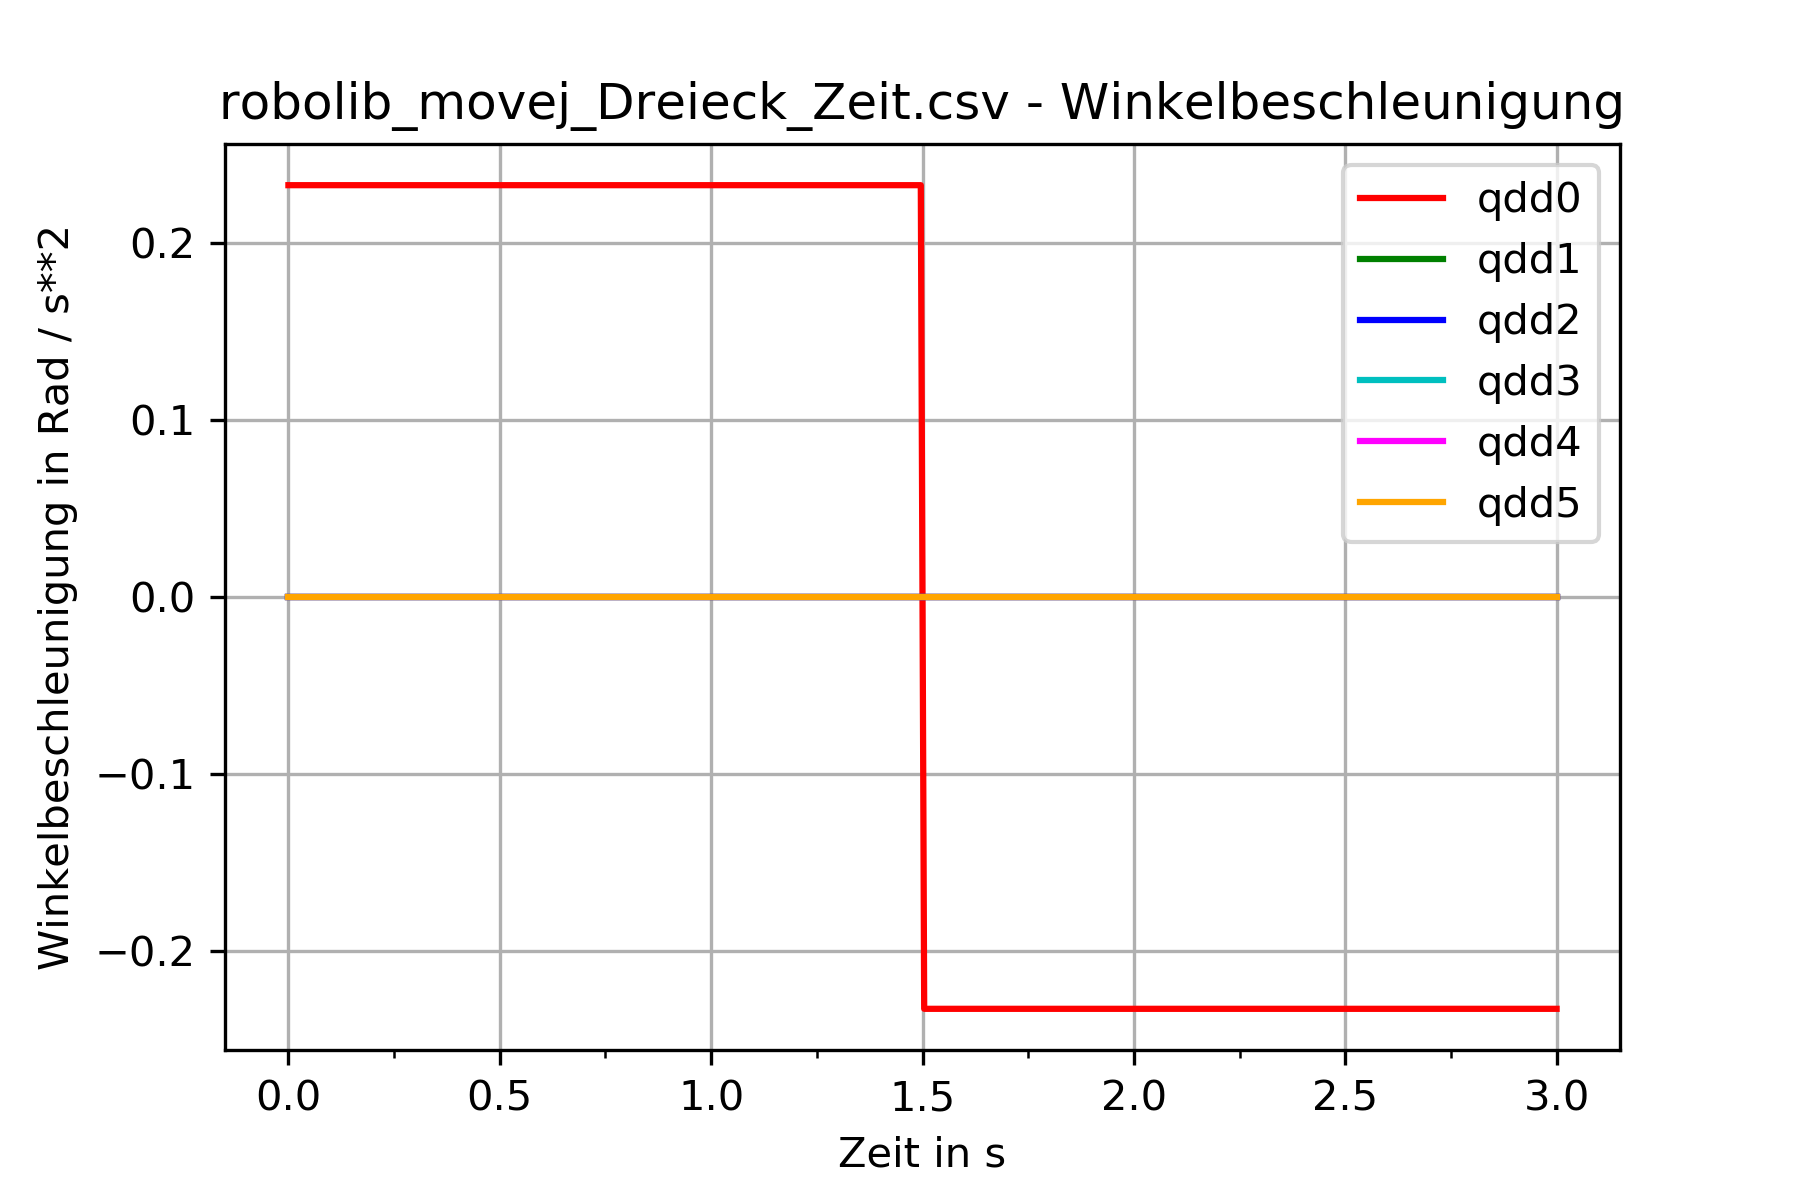 robolib_movej_Dreieck_Zeit.csv - Winkelbeschleunigung
Winkelbeschleunigung in Rad / s**2
0.2
0.1
0.0
−0.1
−0.2
qdd0
qdd1
qdd2
qdd3
qdd4
qdd5
0.0 0.5 1.0 1.5 2.0 2.5 3.0
Zeit in s